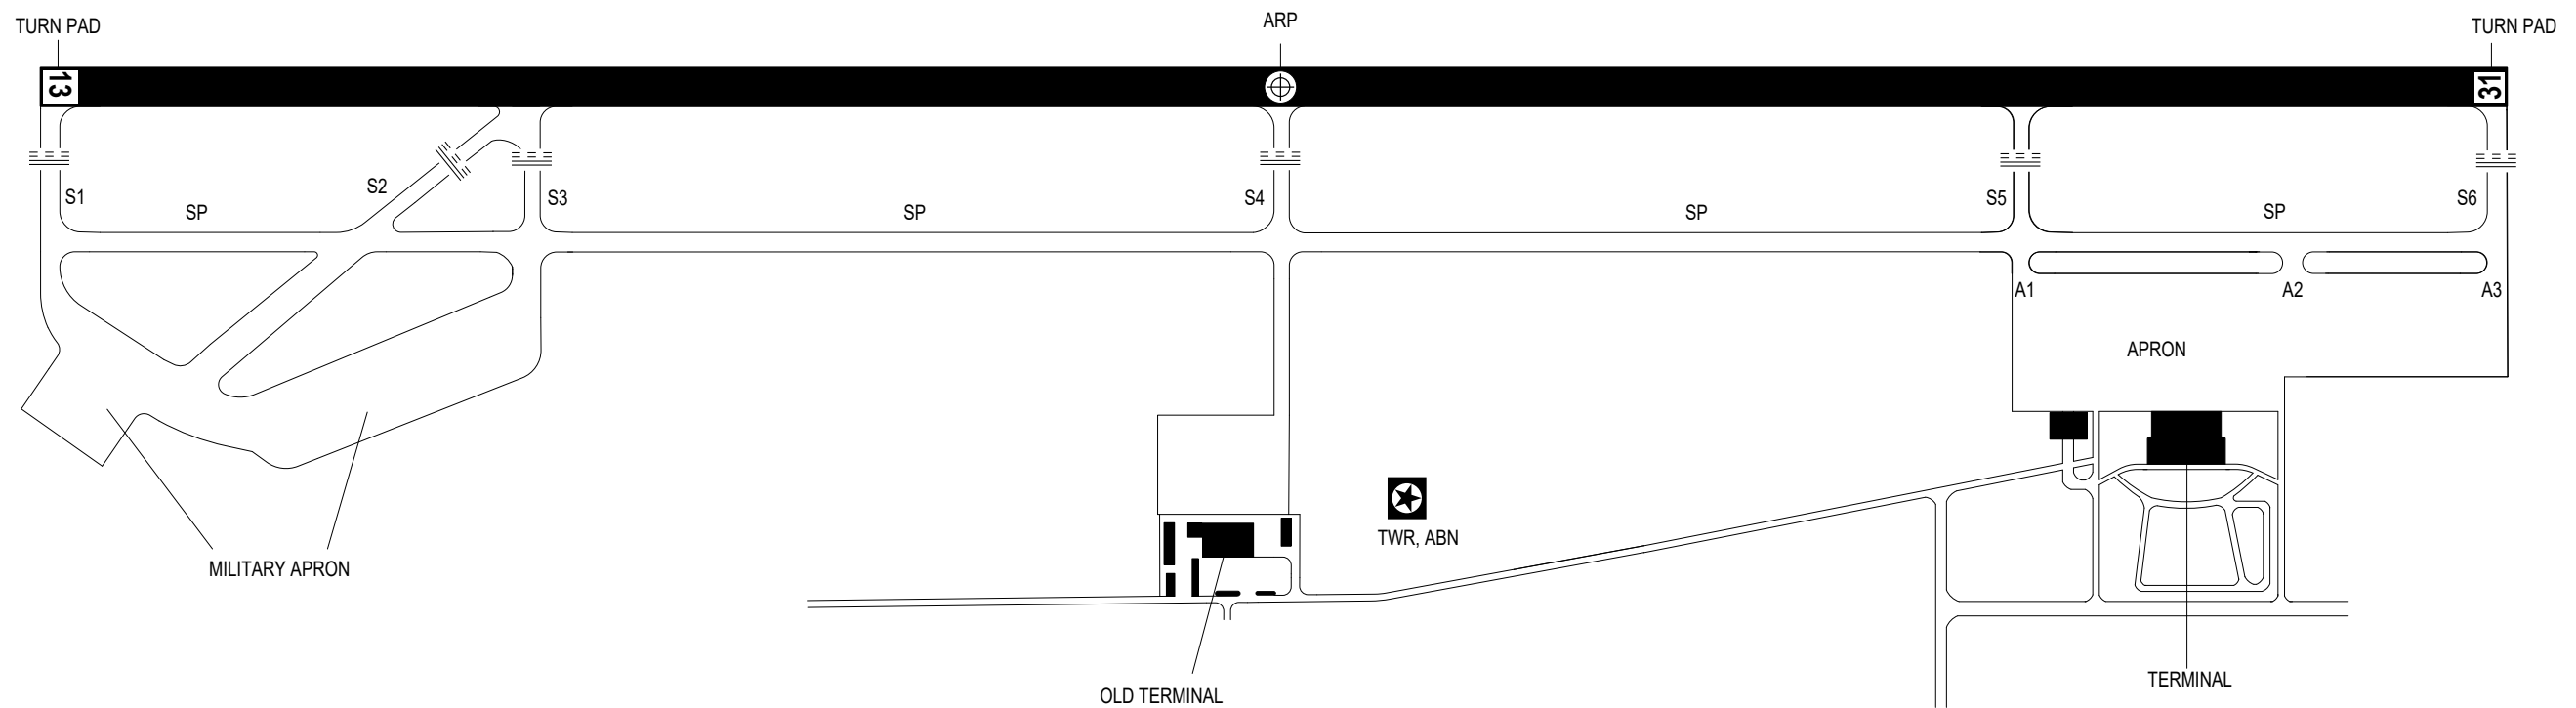 TURN PAD
ARP
TURN PAD
13
31
S1
S2
S3
S4
S5
S6
SP
SP
SP
SP
A1
A2
A3
APRON
TWR, ABN
MILITARY APRON
OLD TERMINAL
TERMINAL